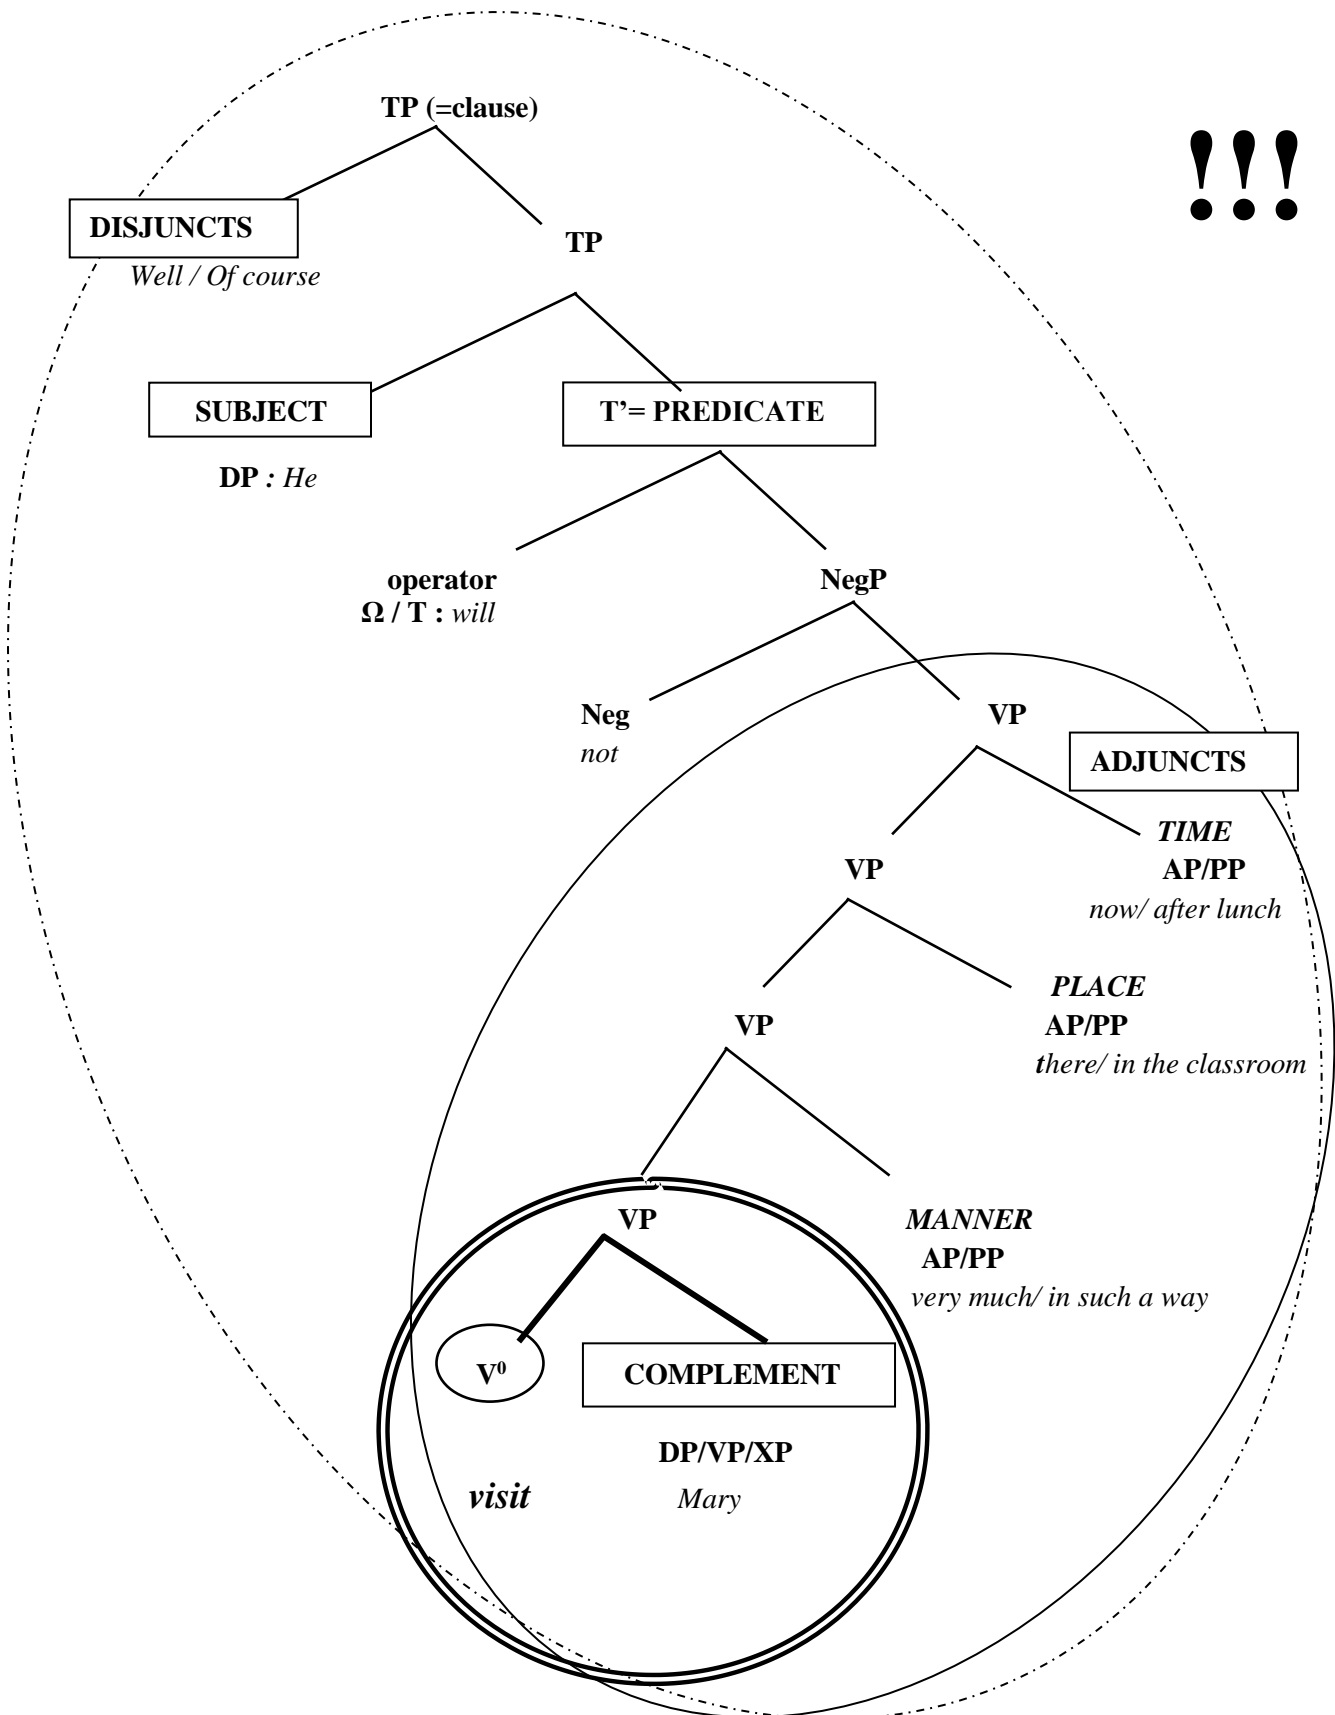 TP (=clause)
!!!
DISJUNCTS
TP
Well / Of course
SUBJECT
T’= PREDICATE
DP : He
operator
NegP
Ω / T : will
Neg
VP
not
ADJUNCTS
TIME
VP
AP/PP
now/ after lunch
PLACE
VP
AP/PP
there/ in the classroom
VP
MANNER
AP/PP
very much/ in such a way
V⁰
COMPLEMENT
DP/VP/XP
visit
Mary